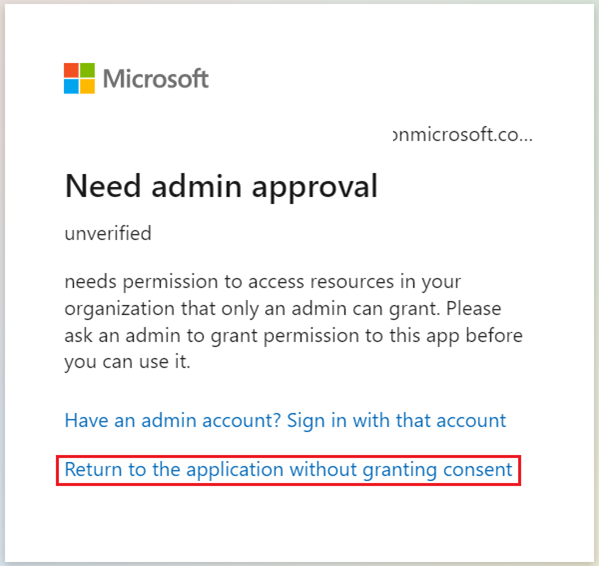 Microsoft
onmicrosoft.co...
Need admin approval
unverified
needs permission to access resources in your
organization that only an admin can grant. Please
ask an admin to grant permission to this app before
you can use it.
Have an admin account? Sign in with that account
Return to the application without granting consent